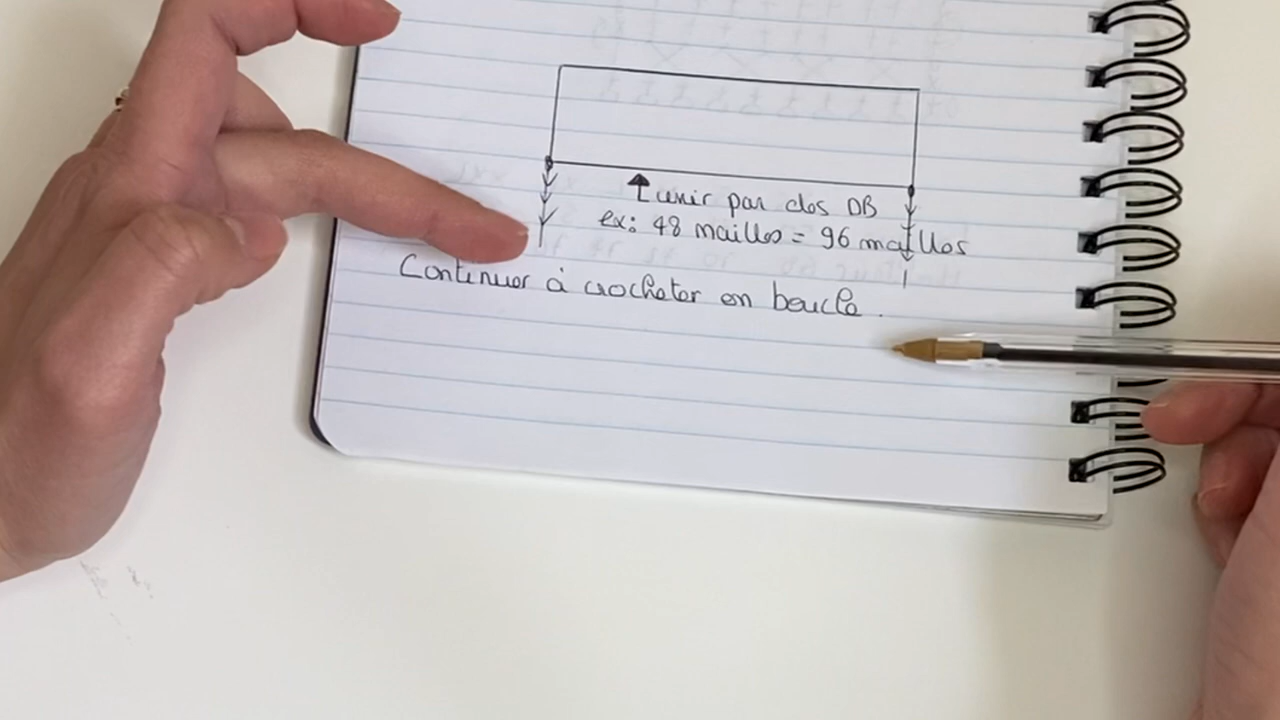 unir par des DB
ex: 48 mailles = 96 mailles
Continuer à crocheter en boucle.